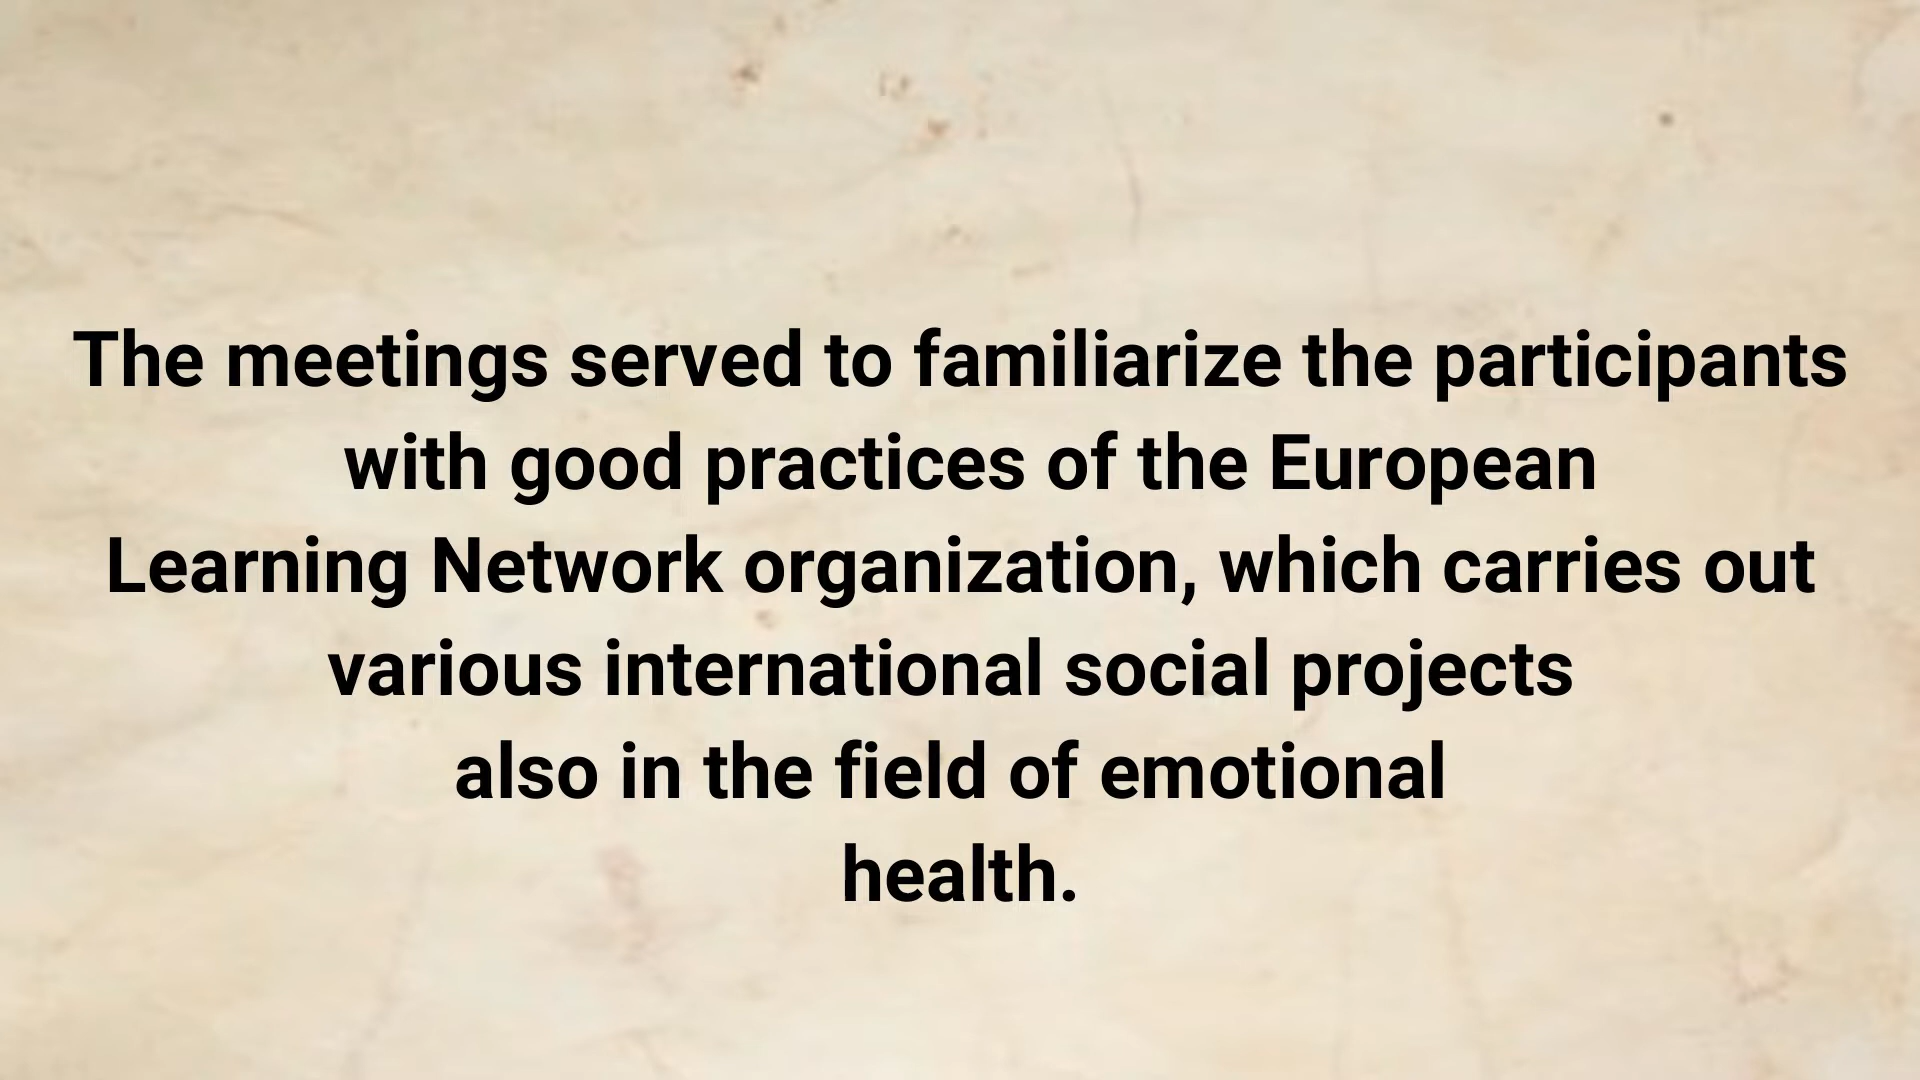 The meetings served to familiarize the participants
with good practices of the European
Learning Network organization, which carries out
various international social projects
also in the field of emotional
health.